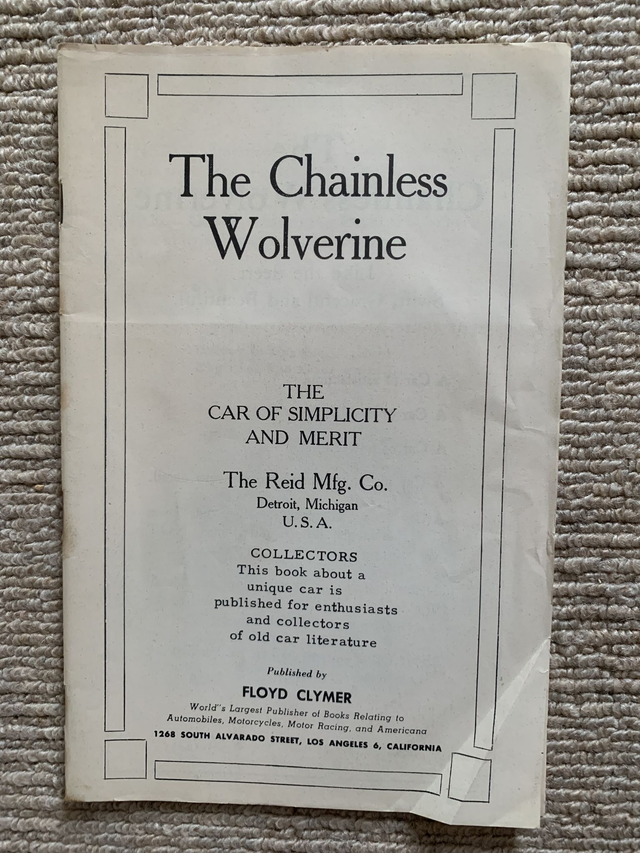 The Chainless
Wolverine
THE
CAR OF SIMPLICITY
AND MERIT
The Reid Mfg. Co.
Detroit, Michigan
U. S. A.
COLLECTORS
This book about a
unique car is
published for enthusiasts
and collectors
of old car literature
Published by
FLOYD CLYMER
World's Largest Publisher of Books Relating to
Automobiles, Motorcycles, Motor Racing, and Americana
1268 SOUTH ALVARADO STREET, LOS ANGELES 6, CALIFORNIA